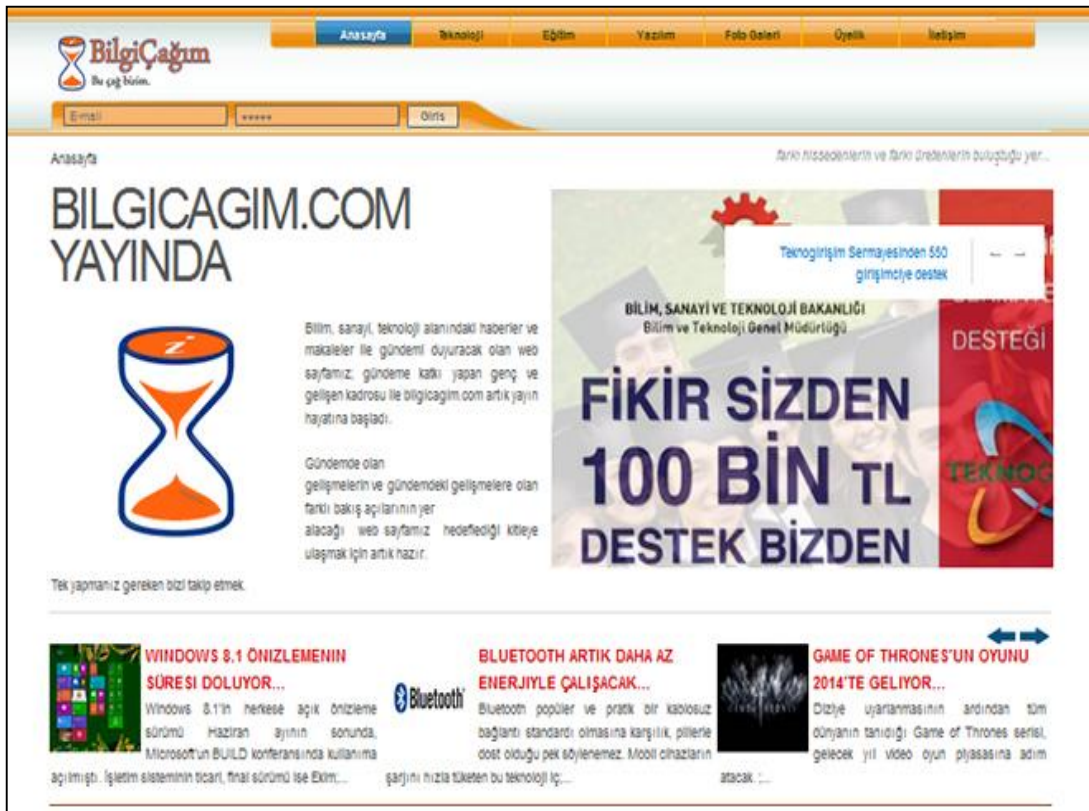 Anasayfa Teknoloji Eğitim Yazılım Foto Galeri Üyelik İletişim
BilgiÇağım
Bu çağ bizim.
E-mail ***** Giris
Anasayfa
farkı hissedenlerin ve farkı üretenlerin buluştuğu yer...
BILGICAGIM.COM
YAYINDA
Bilim, sanayi, teknoloji alanındaki haberler ve
makaleler ile gündemi duyuracak olan web
sayfamız; gündeme katkı yapan genç ve
gelişen kadrosu ile bilgicagim.com artık yayın
hayatına başladı.
Gündemde olan
gelişmelerin ve gündemdeki gelişmelere olan
farklı bakış açılarının yer
alacağı web sayfamız hedeflediği kitleye
ulaşmak için artık hazır.
Tek yapmanız gereken bizi takip etmek.
Teknogirişim Sermayesinden 550
girişimciye destek
BİLİM, SANAYİ VE TEKNOLOJİ BAKANLIĞI
Bilim ve Teknoloji Genel Müdürlüğü
FİKİR SİZDEN
100 BİN TL
DESTEK BİZDEN
DESTEĞİ
TEKNOG
WINDOWS 8.1 ÖNIZLEMENIN
SÜRESI DOLUYOR...
Windows 8.1'in herkese açık önizleme
sürümü Haziran ayının sonunda,
Microsoft'un BUILD konferansında kullanıma
açılmıştı. İşletim sisteminin ticari, final sürümü ise Ekim;...
Bluetooth
BLUETOOTH ARTIK DAHA AZ
ENERJIYLE ÇALIŞACAK...
Bluetooth popüler ve pratik bir kablosuz
bağlantı standardı olmasına karşılık, pillerle
dost olduğu pek söylenemez. Mobil cihazların
şarjını hızla tüketen bu teknoloji iç;...
GAME OF THRONES'UN OYUNU
2014'TE GELIYOR...
Diziye uyarlanmasının ardından tüm
dünyanın tanıdığı Game of Thrones serisi,
gelecek yıl video oyun piyasasına adım
atacak. ;...